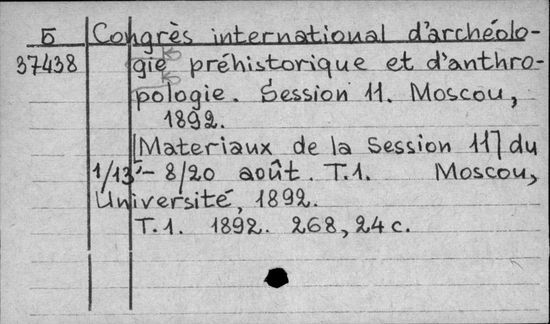 Б Congrès international d'archéolo-
37438 gie préhistorique et d'anthro-
pologie. Session 11. Moscou,
1892.
[Materiaux de la Session 11] du
1/13 - 8/20 août. T.1. Moscou,
Université, 1892.
T.1. 1892. 268, 24 c.